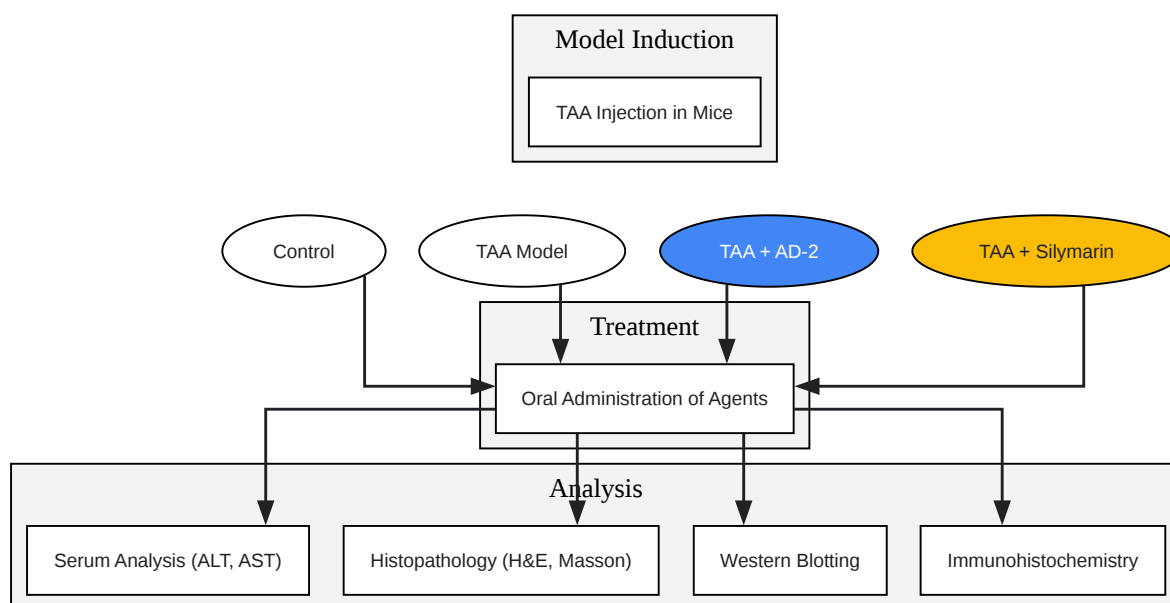 Model Induction
TAA Injection in Mice
Control
TAA Model
TAA + AD-2
TAA + Silymarin
Treatment
Oral Administration of Agents
Analysis
Serum Analysis (ALT, AST)
Histopathology (H&E, Masson)
Western Blotting
Immunohistochemistry